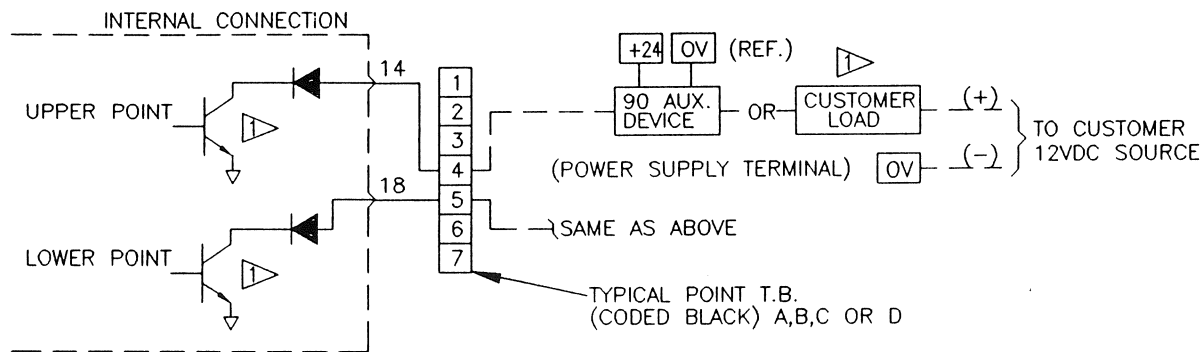 INTERNAL CONNECTION
UPPER POINT
1
14
LOWER POINT
1
18
1
2
3
4
5
6
7
+24
0V
(REF.)
1
90 AUX.
DEVICE
OR
CUSTOMER
LOAD
(+)
(POWER SUPPLY TERMINAL)
0V
(-)
TO CUSTOMER
12VDC SOURCE
SAME AS ABOVE
TYPICAL POINT T.B.
(CODED BLACK) A,B,C OR D